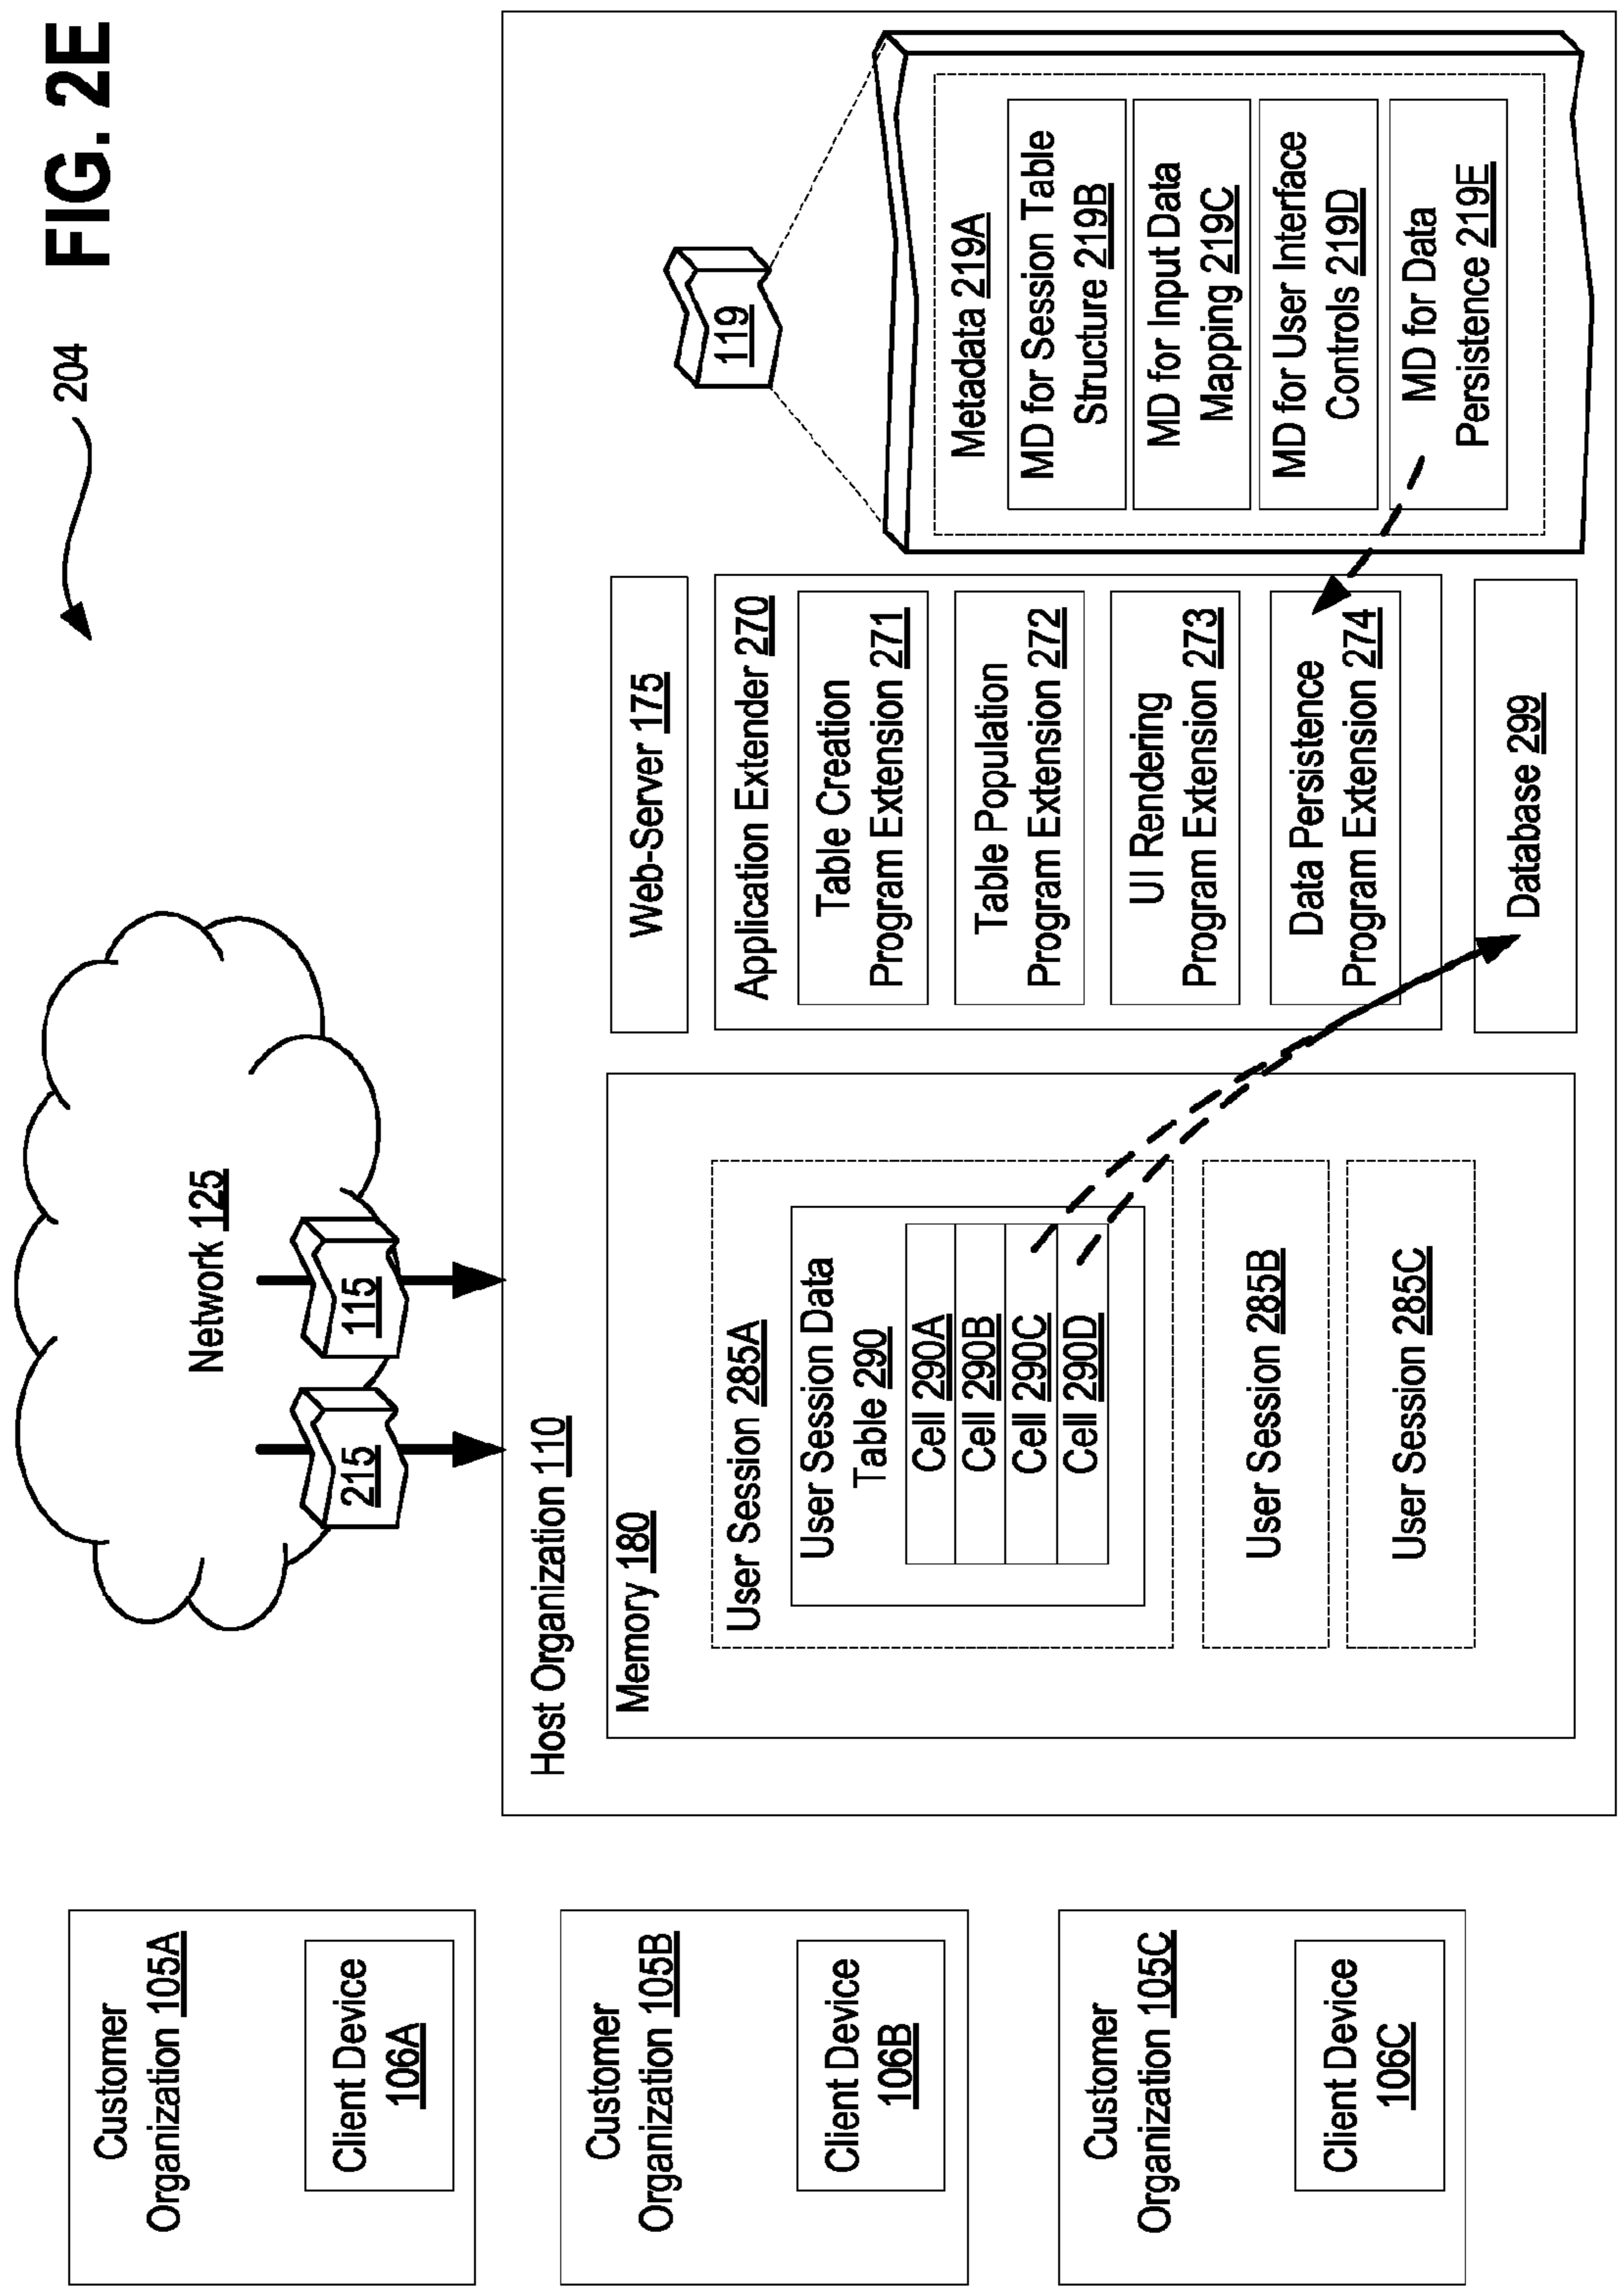 FIG. 2E
204
Customer
Organization 105A
Client Device
106A
Customer
Organization 105B
Client Device
106B
Customer
Organization 105C
Client Device
106C
Network 125
215
115
Host Organization 110
Memory 180
User Session 285A
User Session Data
Table 290
Cell 290A
Cell 290B
Cell 290C
Cell 290D
User Session 285B
User Session 285C
Web-Server 175
Application Extender 270
Table Creation
Program Extension 271
Table Population
Program Extension 272
UI Rendering
Program Extension 273
Data Persistence
Program Extension 274
Database 299
119
Metadata 219A
MD for Session Table
Structure 219B
MD for Input Data
Mapping 219C
MD for User Interface
Controls 219D
MD for Data
Persistence 219E